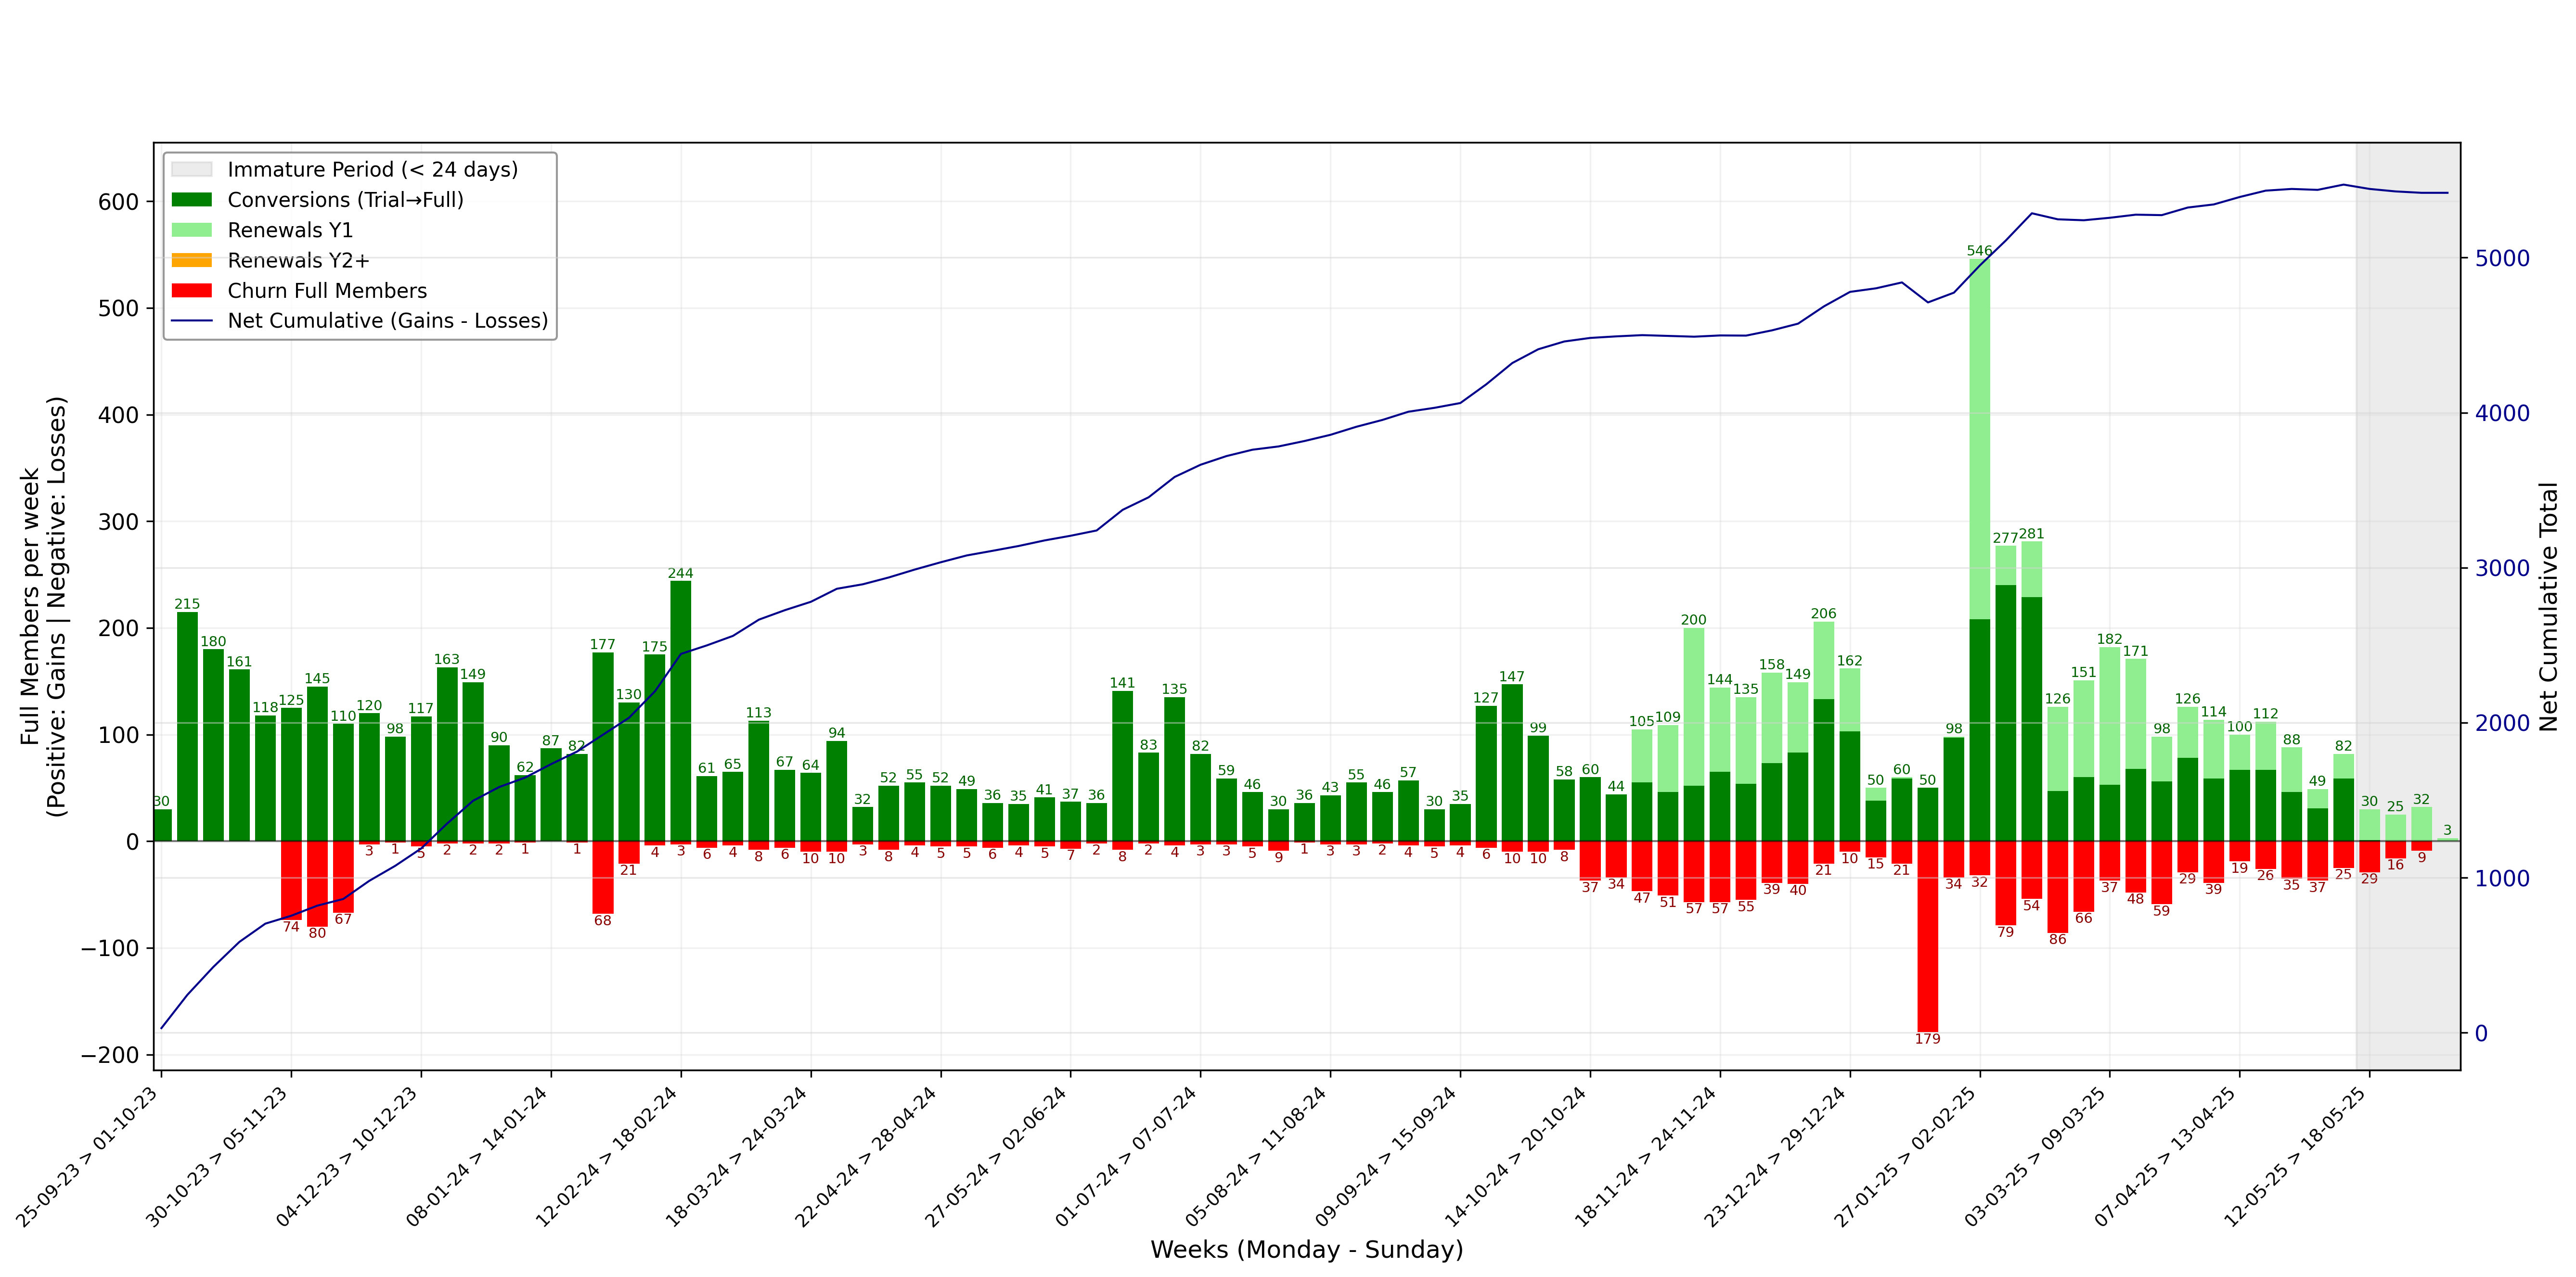 Immature Period (< 24 days)
Conversions (Trial→Full)
Renewals Y1
Renewals Y2+
Churn Full Members
Net Cumulative (Gains - Losses)
Full Members per week
(Positive: Gains | Negative: Losses)
600
500
400
300
200
100
0
−100
−200
5000
4000
3000
2000
1000
0
Net Cumulative Total
30 215 180 161 118 125 145 110 120 98 117 163 149 90 62 87 82 177 130 175 244 61 65 113 67 64 94 32 52 55 52 49 36 35 41 37 36 141 83 135 82 59 46 30 36 43 55 46 57 30 35 127 147 99 58 60 44 105 109 200 144 135 158 149 206 162 50 60 50 98 546 277 281 126 151 182 171 98 126 114 100 112 88 49 82 30 25 32 3
74 80 67 3 1 5 2 2 2 1 1 68 21 4 3 6 4 8 6 10 10 3 8 4 5 5 6 4 5 7 2 8 2 4 3 3 5 9 1 3 3 2 4 5 4 6 10 10 8 37 34 47 51 57 57 55 39 40 21 10 15 21 179 34 32 79 54 86 66 37 48 59 29 39 19 26 35 37 25 29 16 9
25-09-23 > 01-10-23
30-10-23 > 05-11-23
04-12-23 > 10-12-23
08-01-24 > 14-01-24
12-02-24 > 18-02-24
18-03-24 > 24-03-24
22-04-24 > 28-04-24
27-05-24 > 02-06-24
01-07-24 > 07-07-24
05-08-24 > 11-08-24
09-09-24 > 15-09-24
14-10-24 > 20-10-24
18-11-24 > 24-11-24
23-12-24 > 29-12-24
27-01-25 > 02-02-25
03-03-25 > 09-03-25
07-04-25 > 13-04-25
12-05-25 > 18-05-25
Weeks (Monday - Sunday)